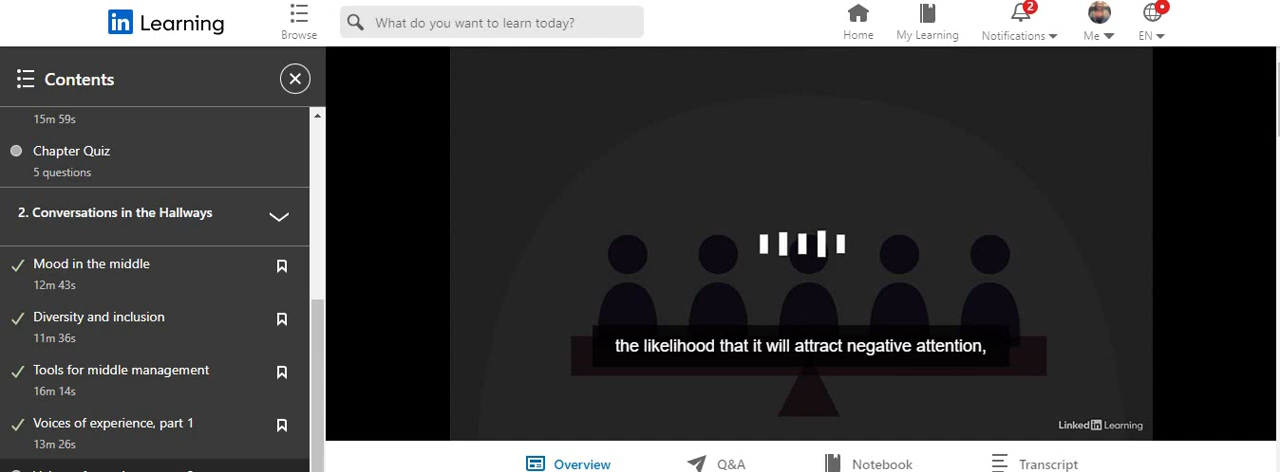 in Learning
Browse
What do you want to learn today?
Home
My Learning
2
Notifications
Me
EN
Contents
15m 59s
Chapter Quiz
5 questions
2. Conversations in the Hallways
Mood in the middle
12m 43s
Diversity and inclusion
11m 36s
Tools for middle management
16m 14s
Voices of experience, part 1
13m 26s
the likelihood that it will attract negative attention,
Linked in Learning
Overview
Q&A
Notebook
Transcript